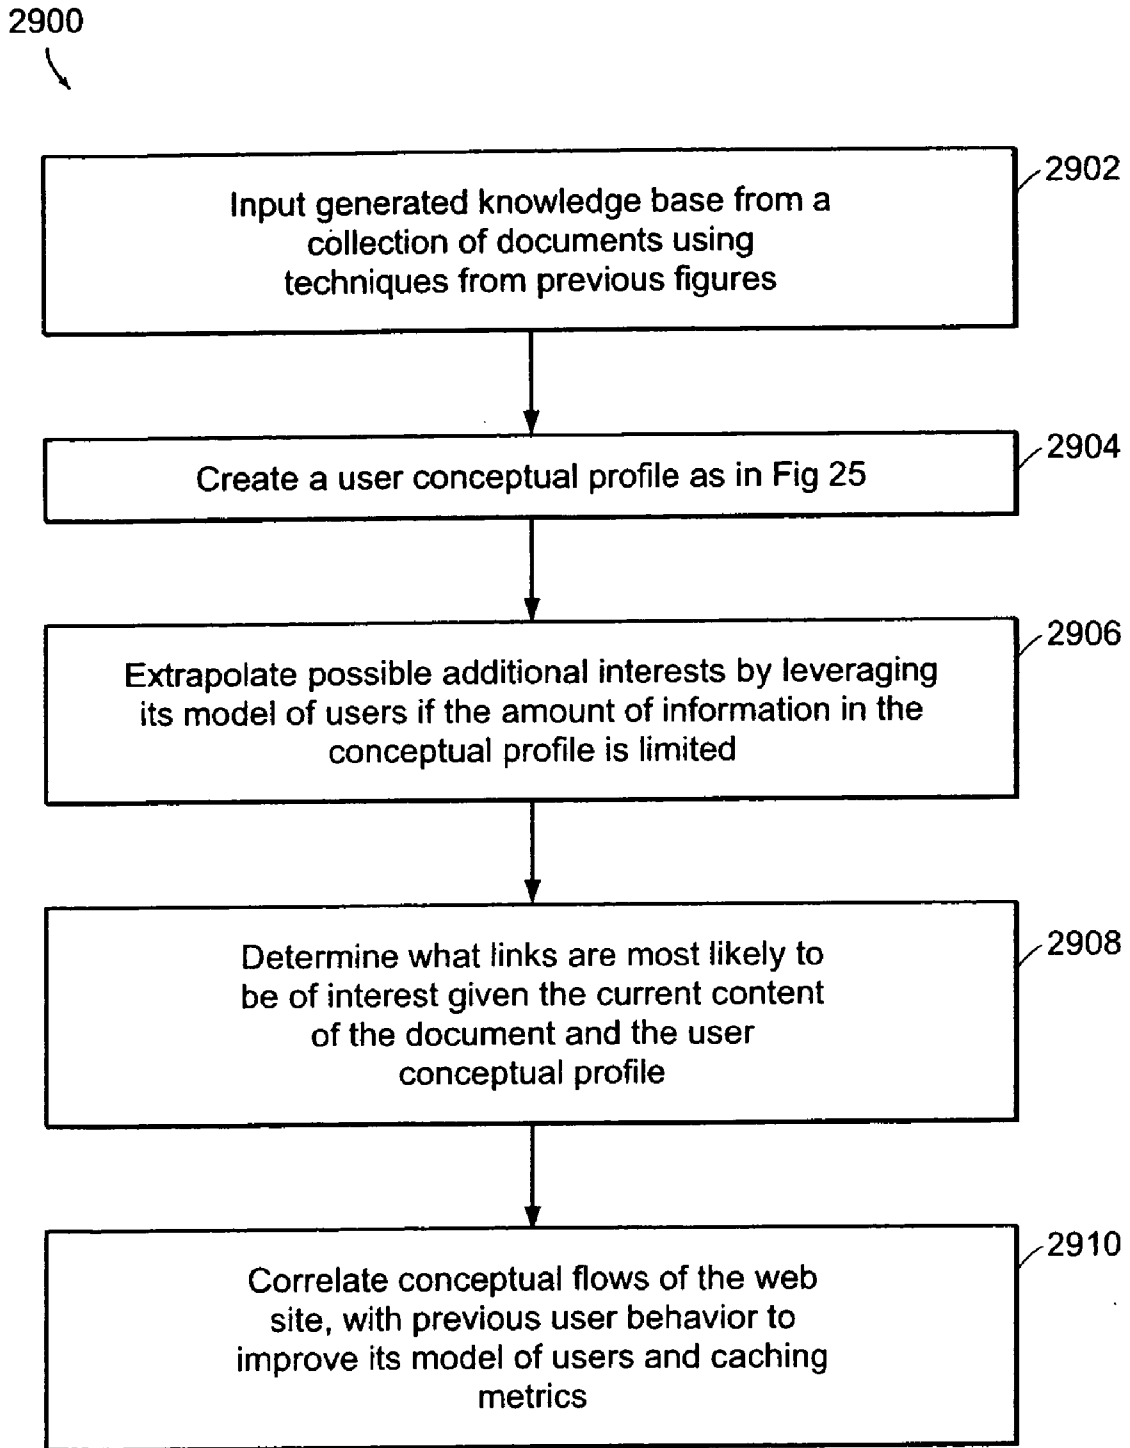 2900
2902
Input generated knowledge base from a
collection of documents using
techniques from previous figures
2904
Create a user conceptual profile as in Fig 25
2906
Extrapolate possible additional interests by leveraging
its model of users if the amount of information in the
conceptual profile is limited
2908
Determine what links are most likely to
be of interest given the current content
of the document and the user
conceptual profile
2910
Correlate conceptual flows of the web
site, with previous user behavior to
improve its model of users and caching
metrics